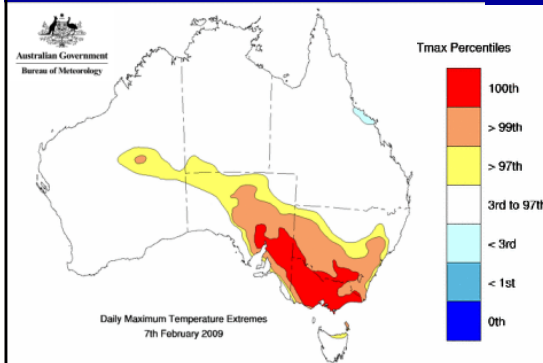 Australian Government
Bureau of Meteorology
Tmax Percentiles
100th
> 99th
> 97th
3rd to 97th
< 3rd
< 1st
0th
Daily Maximum Temperature Extremes
7th February 2009